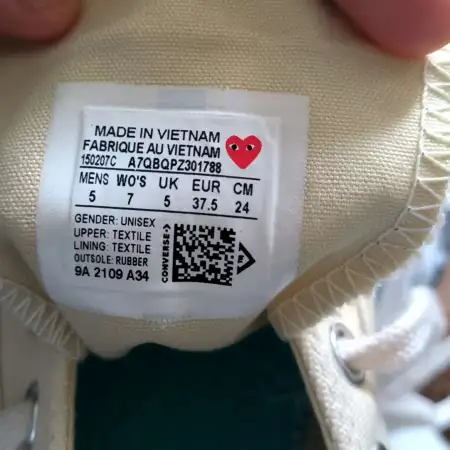 MADE IN VIETNAM
FABRIQUE AU VIETNAM
150207C A7QBQPZ301788
MENS WO'S UK EUR CM
5 7 5 37.5 24
GENDER: UNISEX
UPPER: TEXTILE
LINING: TEXTILE
OUTSOLE: RUBBER
9A 2109 A34
CONVERSE